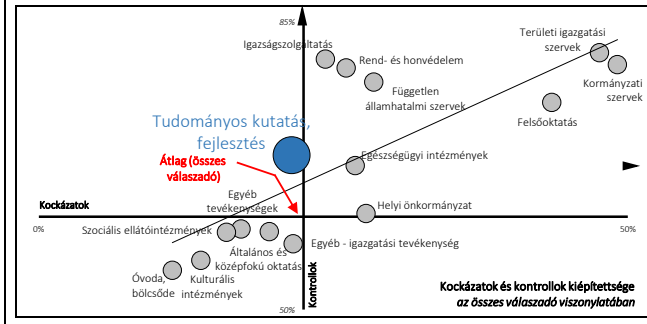 85%
Területi igazgatási
szervek
Igazságszolgáltatás
Rend- és honvédelem
Kormányzati
szervek
Független
államhatalmi szervek
Felsőoktatás
Tudományos kutatás,
fejlesztés
Átlag (összes
válaszadó)
Egészségügyi intézmények
Egyéb
tevékenységek
Kockázatok
Helyi önkormányzat
0%
50%
Szociális ellátóintézmények
Egyéb - igazgatási tevékenység
Általános és
középfokú oktatás
Óvoda,
bölcsőde
Kulturális
intézmények
Kontrollok
50%
Kockázatok és kontrollok kiépítettsége
az összes válaszadó viszonylatában